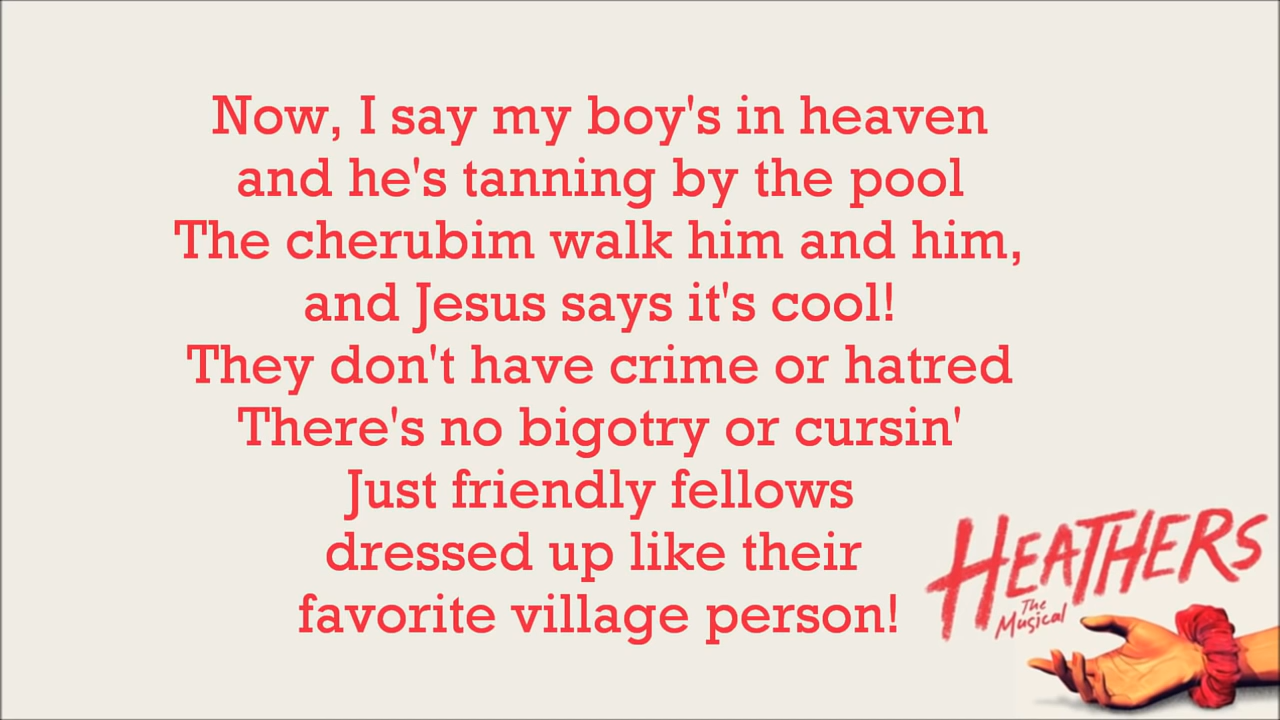 Now, I say my boy's in heaven
and he's tanning by the pool
The cherubim walk him and him,
and Jesus says it's cool!
They don't have crime or hatred
There's no bigotry or cursin'
Just friendly fellows
dressed up like their
favorite village person!
HEATHERS
The
Musical